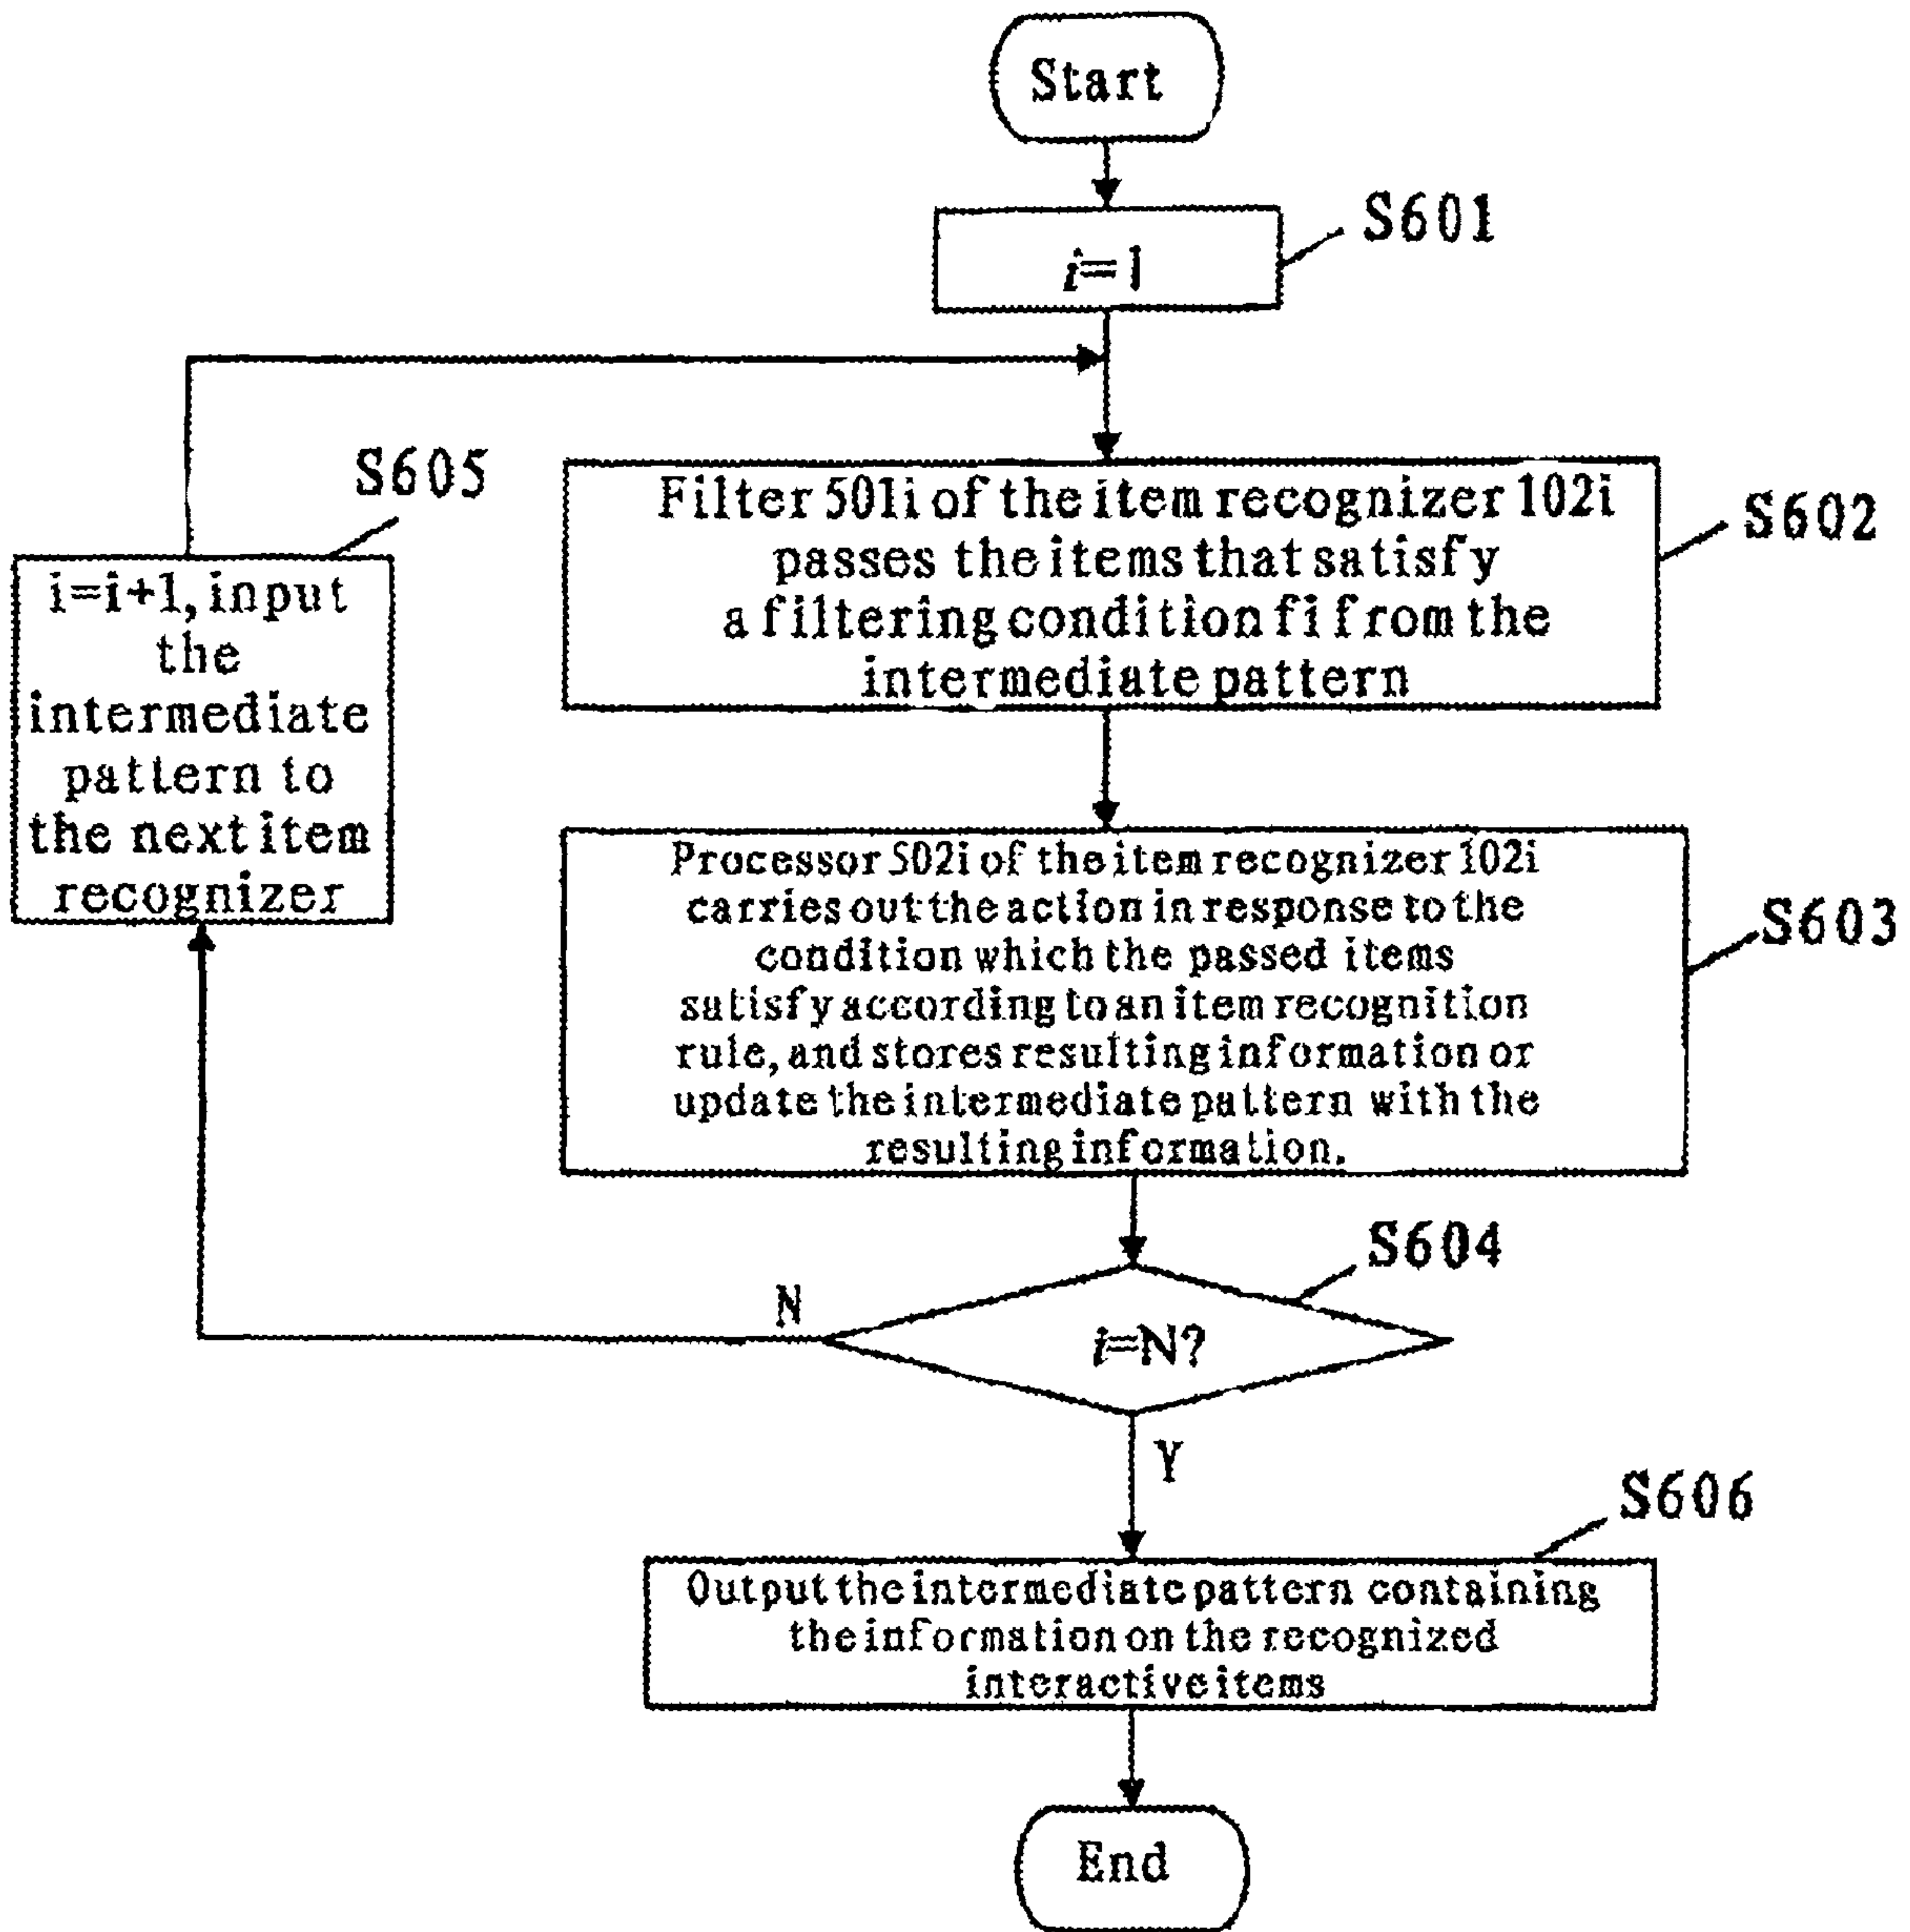 Start
i=1
S601
S605
i=i+1, input
the
intermediate
pattern to
the next item
recognizer
Filter 501i of the item recognizer 102i
passes the items that satisfy
a filtering condition fi from the
intermediate pattern
S602
Processor 502i of the item recognizer 102i
carries out the action in response to the
condition which the passed items
satisfy according to an item recognition
rule, and stores resulting information or
update the intermediate pattern with the
resulting information.
S603
S604
N
i=N?
Y
S606
Output the intermediate pattern containing
the information on the recognized
interactive items
End